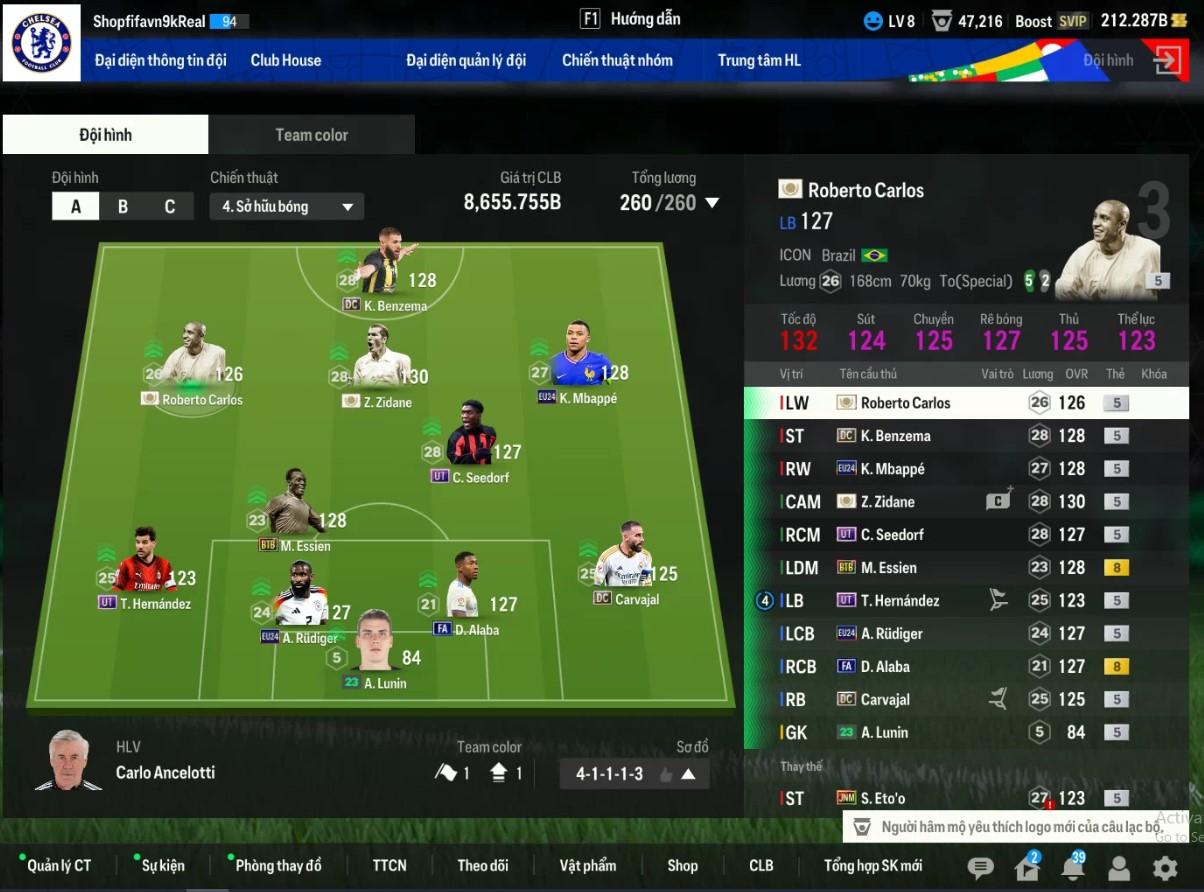 CHELSEA
FOOTBALL CLUB
Shopfifavn9kReal 94
F1 Hướng dẫn
LV 8 47,216 Boost SVIP 212.287B
Đại diện thông tin đội Club House Đại diện quản lý đội Chiến thuật nhóm Trung tâm HL Đội hình
Đội hình Team color
Đội hình Chiến thuật Giá trị CLB Tổng lương
A B C 4. Sở hữu bóng 8,655.755B 260 /260
28 128
DC K. Benzema
26 126
Roberto Carlos
28 130
Z. Zidane
27 128
EU24 K. Mbappé
28 127
UT C. Seedorf
23 128
BTB M. Essien
25 123
UT T. Hernández
24 127
EU24 A. Rüdiger
21 127
FA D. Alaba
25 125
DC Carvajal
5 84
23 A. Lunin
HLV
Carlo Ancelotti
Team color
1 1
Sơ đồ
4-1-1-1-3
Roberto Carlos
3
LB 127
ICON Brazil
Lương 26 168cm 70kg To(Special) 5 2
5
Tốc độ Sút Chuyền Rê bóng Thủ Thể lực
132 124 125 127 125 123
Vị trí Tên cầu thủ Vai trò Lương OVR Thẻ Khóa
LW Roberto Carlos 26 126 5
ST DC K. Benzema 28 128 5
RW EU24 K. Mbappé 27 128 5
CAM Z. Zidane C 28 130 5
RCM UT C. Seedorf 28 127 5
LDM BTB M. Essien 23 128 8
4 LB UT T. Hernández 25 123 5
LCB EU24 A. Rüdiger 24 127 5
RCB FA D. Alaba 21 127 8
RB DC Carvajal 25 125 5
GK 23 A. Lunin 5 84 5
Thay thế
ST JNM S. Eto'o 27 123 5
Activa
Go to Se
Người hâm mộ yêu thích logo mới của câu lạc bộ.
Quản lý CT Sự kiện Phòng thay đồ TTCN Theo dõi Vật phẩm Shop CLB Tổng hợp SK mới 2 39